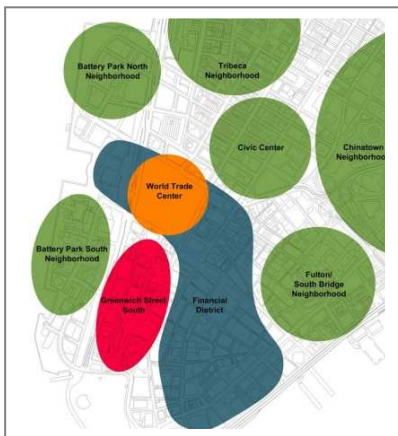 Battery Park North
Neighborhood
Tribeca
Neighborhood
Civic Center
Chinatown
Neighborhoo
World Trade
Center
Battery Park South
Neighborhood
Greenwich Street
South
Financial
District
Fulton/
South Bridge
Neighborhood